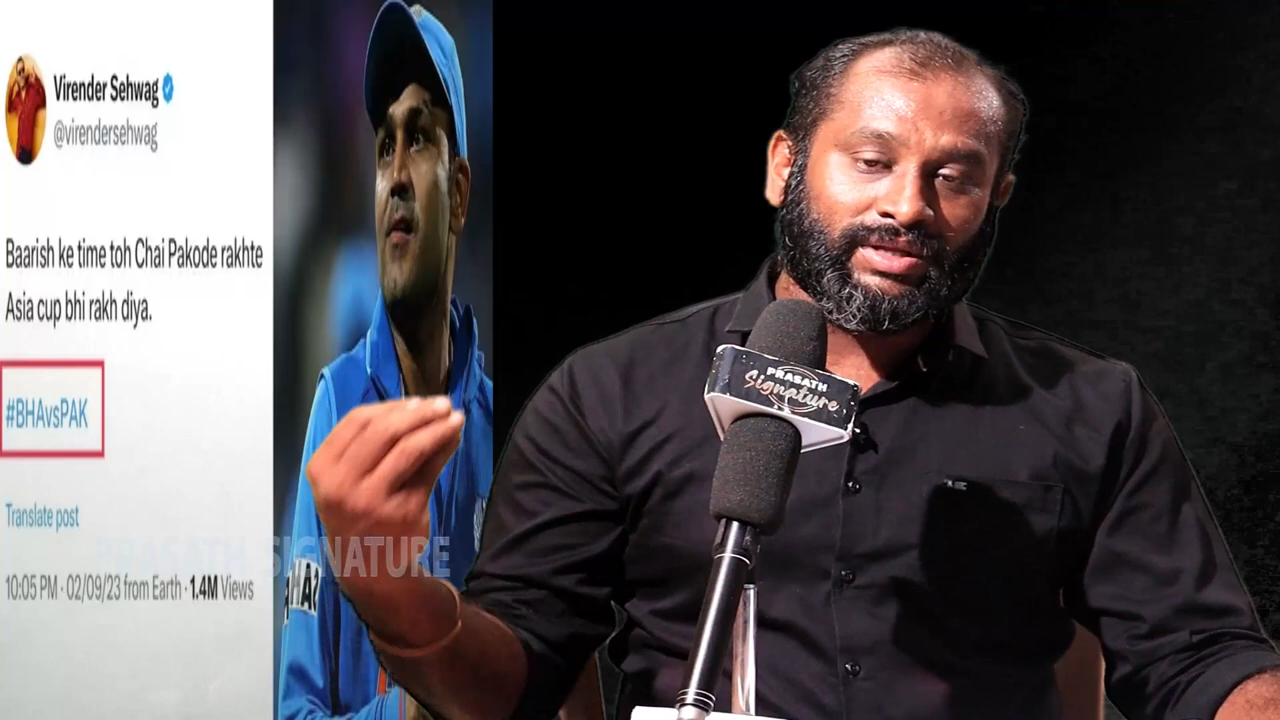 Virender Sehwag
@virendersehwag
Baarish ke time toh Chai Pakode rakhte
Asia cup bhi rakh diya.
#BHAvsPAK
Translate post
10:05 PM · 02/09/23 from Earth · 1.4M Views
PRASATH SIGNATURE
PRASATH
Signature